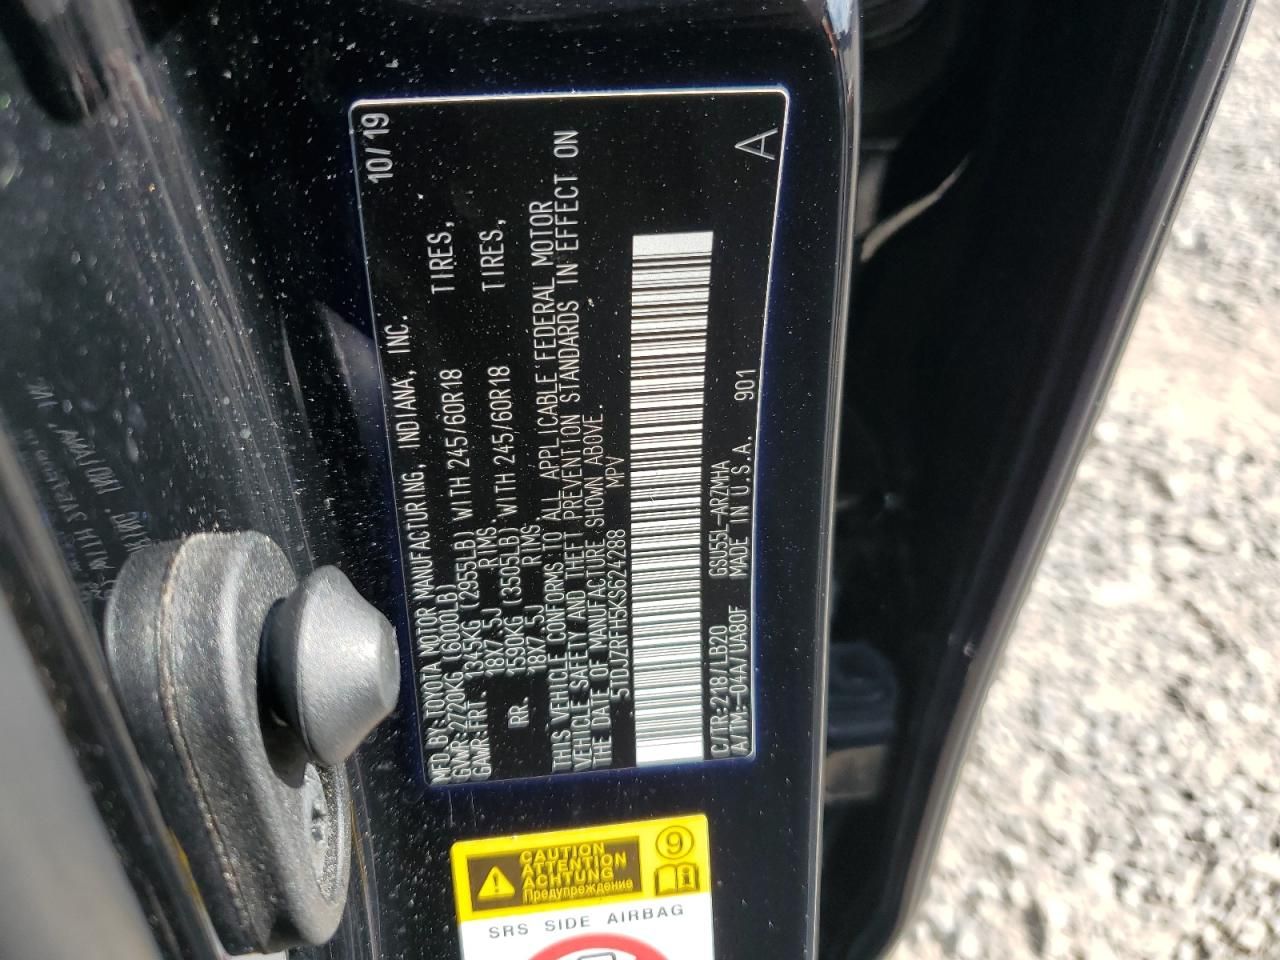 MFD.BY:TOYOTA MOTOR MANUFACTURING, INDIANA, INC. 10/19
GVWR:2720KG (6000LB)
GAWR:FRT. 1345KG (2955LB) WITH 245/60R18 TIRES,
18X7.5J RIMS,
RR. 1590KG (3505LB) WITH 245/60R18 TIRES,
18X7.5J RIMS.
THIS VEHICLE CONFORMS TO ALL APPLICABLE FEDERAL MOTOR
VEHICLE SAFETY AND THEFT PREVENTION STANDARDS IN EFFECT ON
THE DATE OF MANUFACTURE SHOWN ABOVE.
5TDJZRFH5KS624288 MPV
C/TR:218/LB20 GSU55L-ARZMHA
A/TM:-04A/UA80F MADE IN U.S.A. 901
A
CAUTION
ATTENTION
ACHTUNG
Предупреждение
9
SRS SIDE AIRBAG